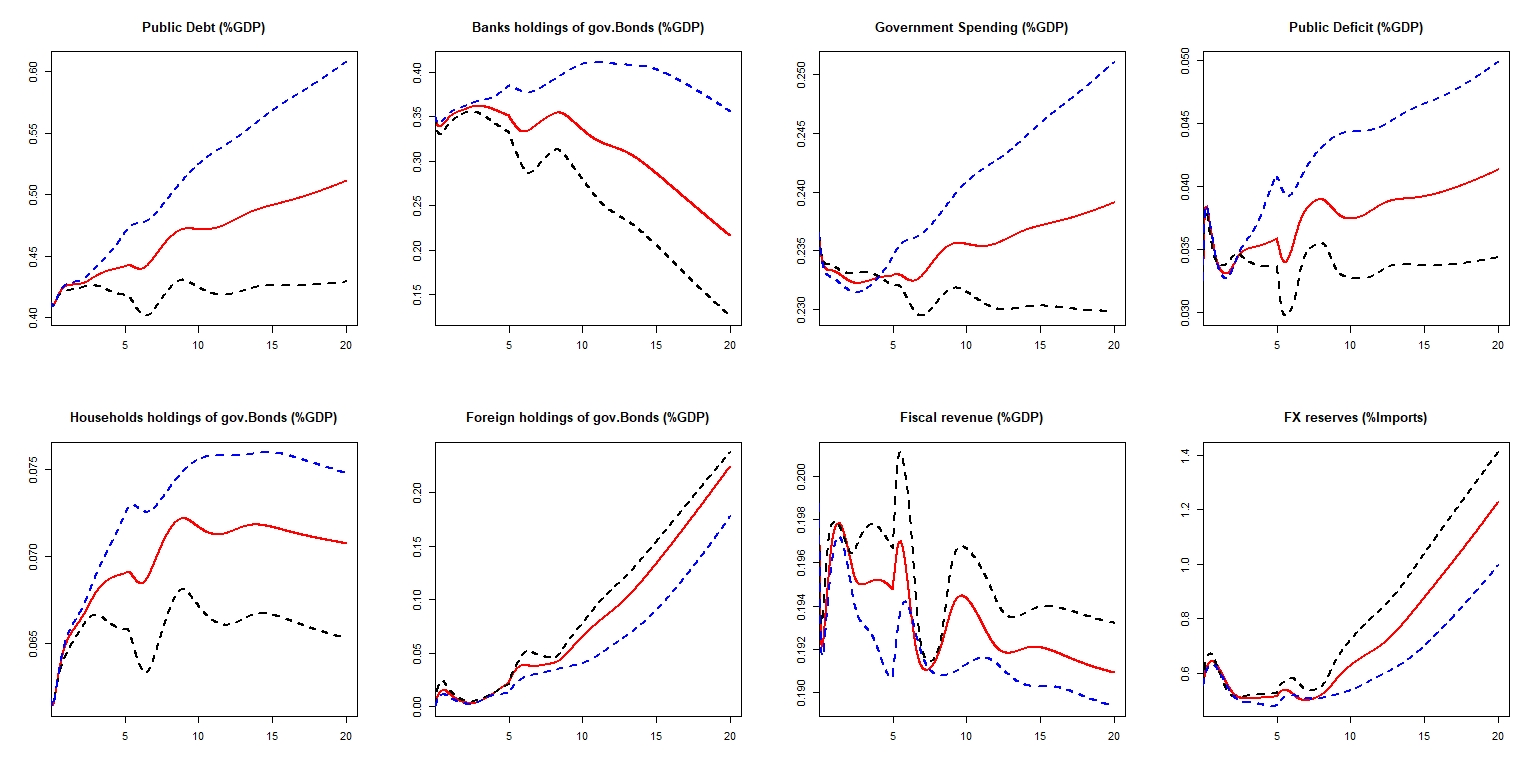 Public Debt (%GDP)
0.60
0.55
0.50
0.45
0.40
5 10 15 20
Banks holdings of gov.Bonds (%GDP)
0.40
0.35
0.30
0.25
0.20
0.15
5 10 15 20
Government Spending (%GDP)
0.250
0.245
0.240
0.235
0.230
5 10 15 20
Public Deficit (%GDP)
0.050
0.045
0.040
0.035
0.030
5 10 15 20
Households holdings of gov.Bonds (%GDP)
0.075
0.070
0.065
5 10 15 20
Foreign holdings of gov.Bonds (%GDP)
0.20
0.15
0.10
0.05
0.00
5 10 15 20
Fiscal revenue (%GDP)
0.200
0.198
0.196
0.194
0.192
0.190
5 10 15 20
FX reserves (%Imports)
1.4
1.2
1.0
0.8
0.6
5 10 15 20